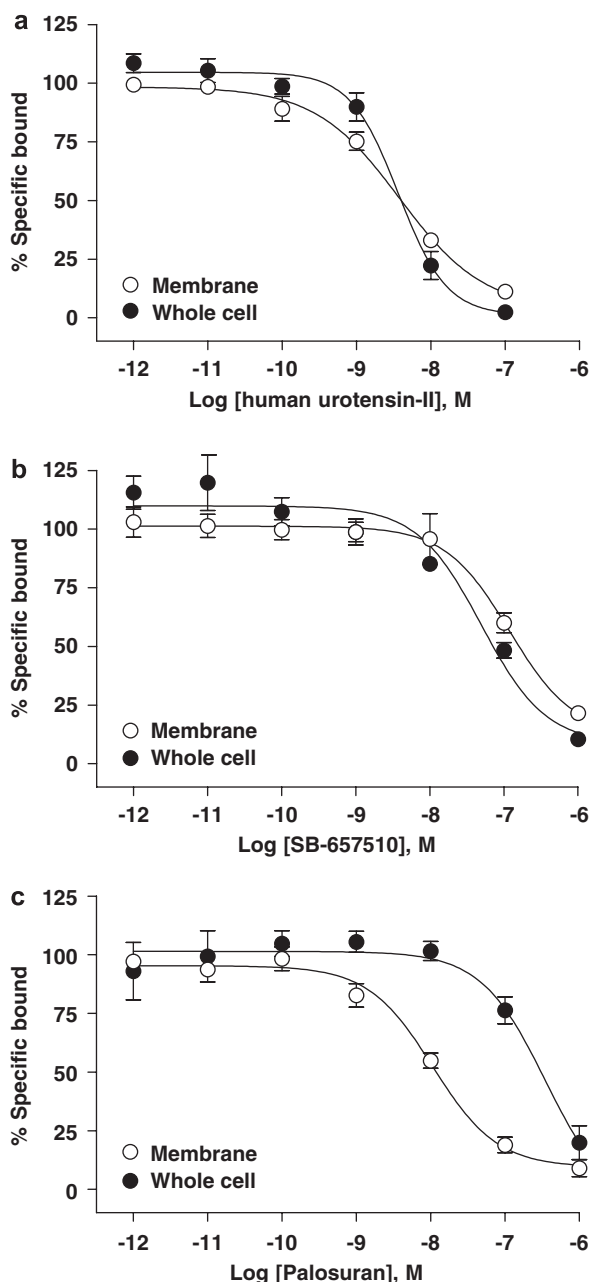 a
125
100
75
50
25
0
% Specific bound
Membrane
Whole cell
-12 -11 -10 -9 -8 -7 -6
Log [human urotensin-II], M
b
125
100
75
50
25
0
% Specific bound
Membrane
Whole cell
-12 -11 -10 -9 -8 -7 -6
Log [SB-657510], M
c
125
100
75
50
25
0
% Specific bound
Membrane
Whole cell
-12 -11 -10 -9 -8 -7 -6
Log [Palosuran], M